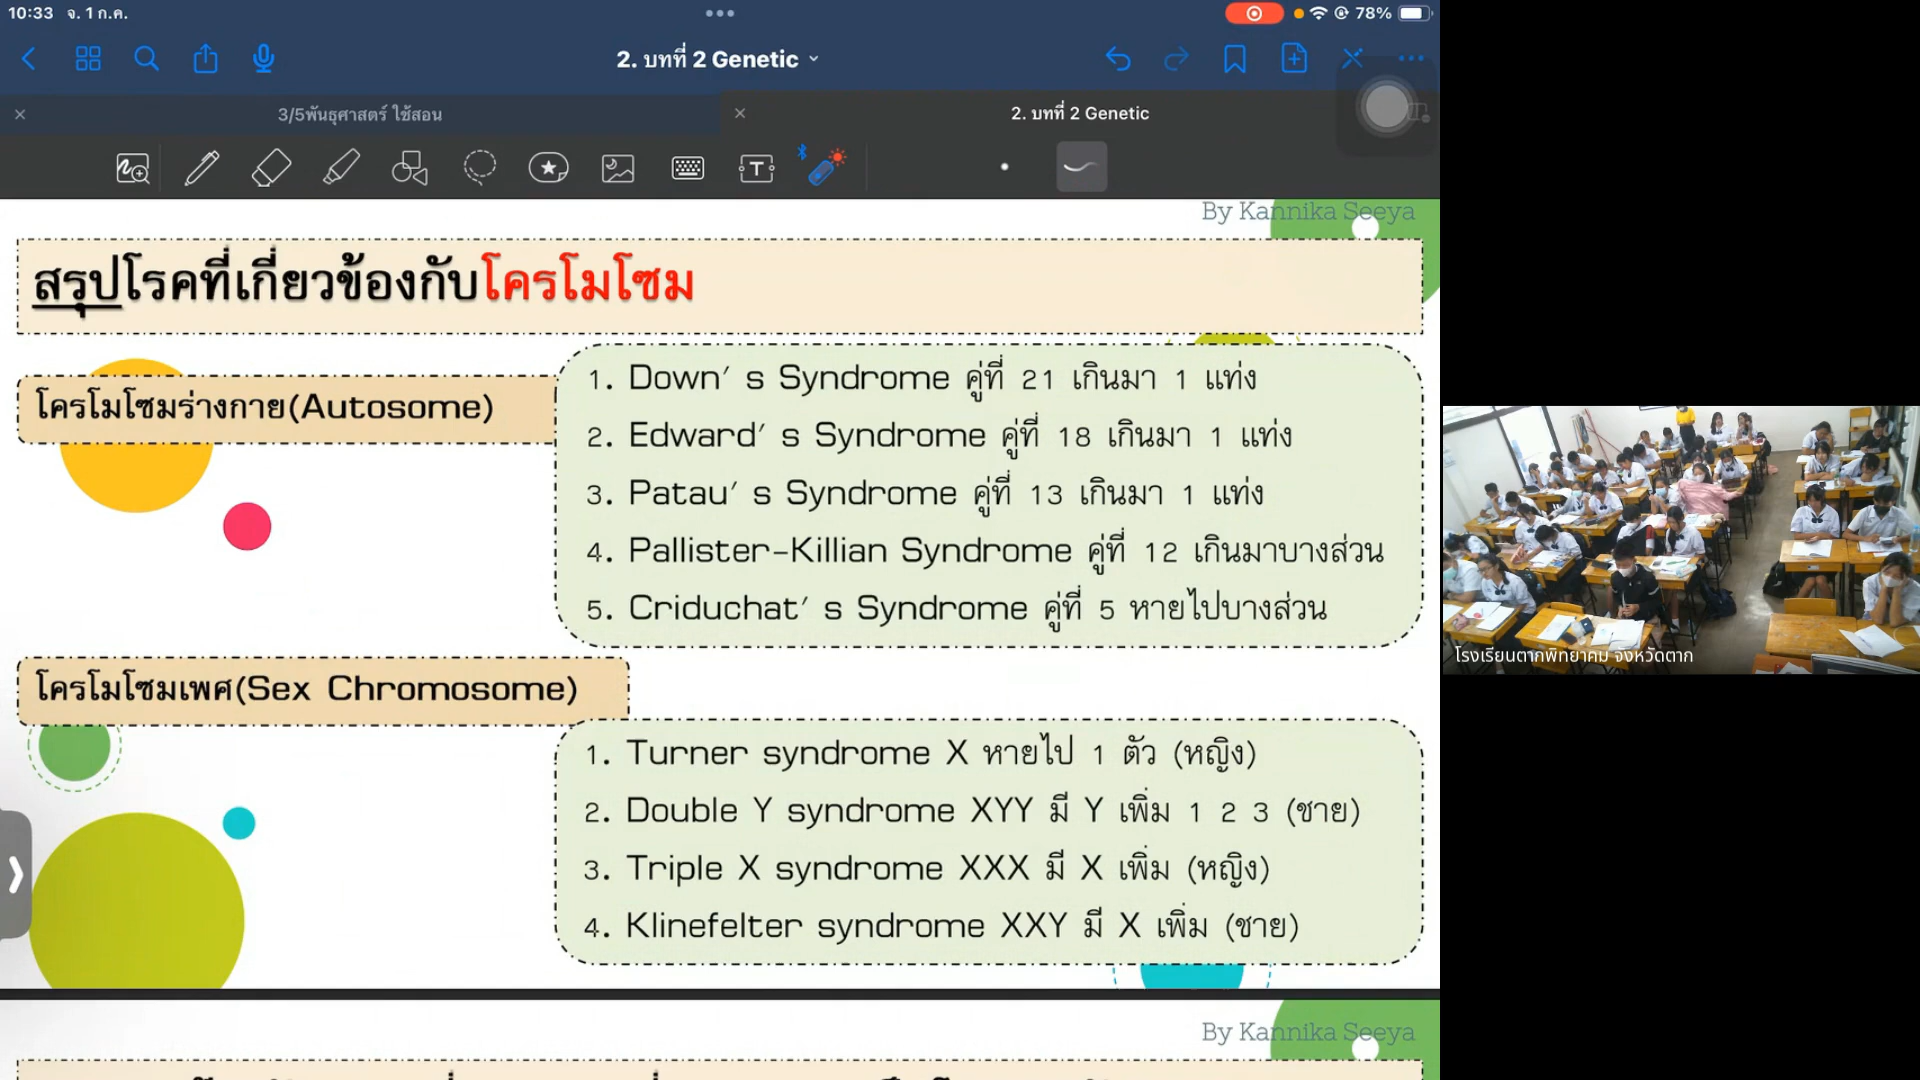 10:33 จ. 1 ก.ค.
78%
2. บทที่ 2 Genetic
3/5พันธุศาสตร์ ใช้สอน
2. บทที่ 2 Genetic
By Kannika Seeya
สรุปโรคที่เกี่ยวข้องกับโครโมโซม
โครโมโซมร่างกาย(Autosome)
1. Down′ s Syndrome คู่ที่ 21 เกินมา 1 แท่ง
2. Edward′ s Syndrome คู่ที่ 18 เกินมา 1 แท่ง
3. Patau′ s Syndrome คู่ที่ 13 เกินมา 1 แท่ง
4. Pallister-Killian Syndrome คู่ที่ 12 เกินมาบางส่วน
5. Criduchat′ s Syndrome คู่ที่ 5 หายไปบางส่วน
โครโมโซมเพศ(Sex Chromosome)
1. Turner syndrome X หายไป 1 ตัว (หญิง)
2. Double Y syndrome XYY มี Y เพิ่ม 1 2 3 (ชาย)
3. Triple X syndrome XXX มี X เพิ่ม (หญิง)
4. Klinefelter syndrome XXY มี X เพิ่ม (ชาย)
By Kannika Seeya
โรงเรียนตากพิทยาคม จังหวัดตาก